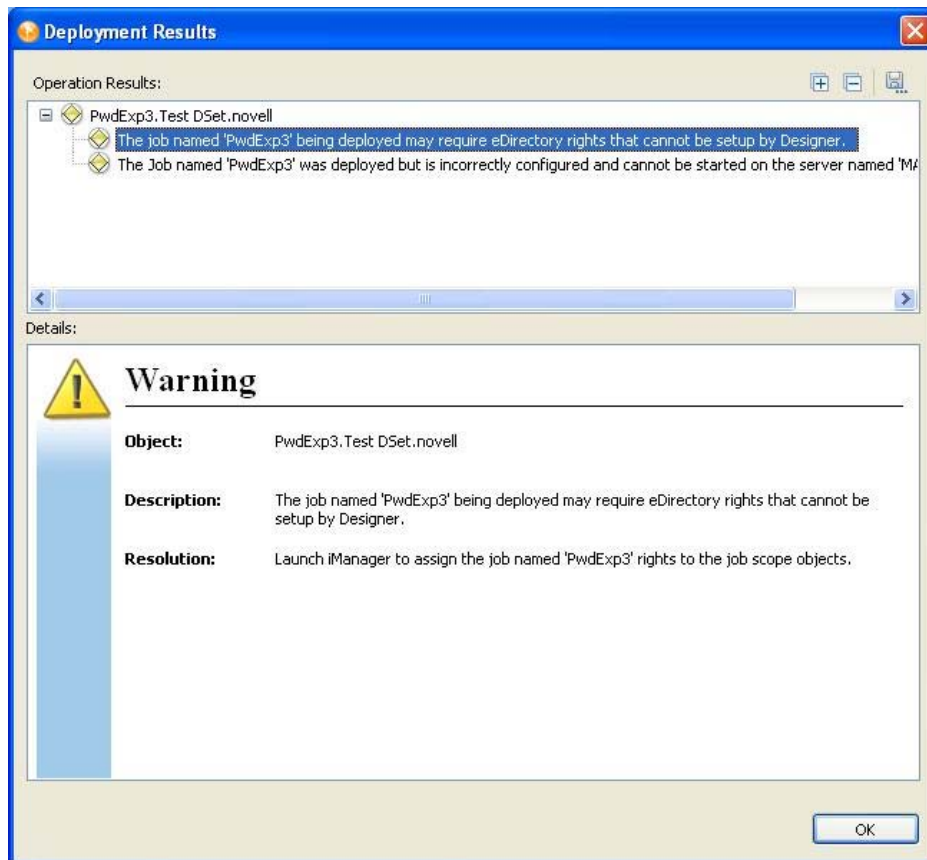 Deployment Results
Operation Results:
PwdExp3.Test DSet.novell
The job named 'PwdExp3' being deployed may require eDirectory rights that cannot be setup by Designer.
The Job named 'PwdExp3' was deployed but is incorrectly configured and cannot be started on the server named
Details:
Warning
Object: PwdExp3.Test DSet.novell
Description: The job named 'PwdExp3' being deployed may require eDirectory rights that cannot be
setup by Designer.
Resolution: Launch iManager to assign the job named 'PwdExp3' rights to the job scope objects.
OK